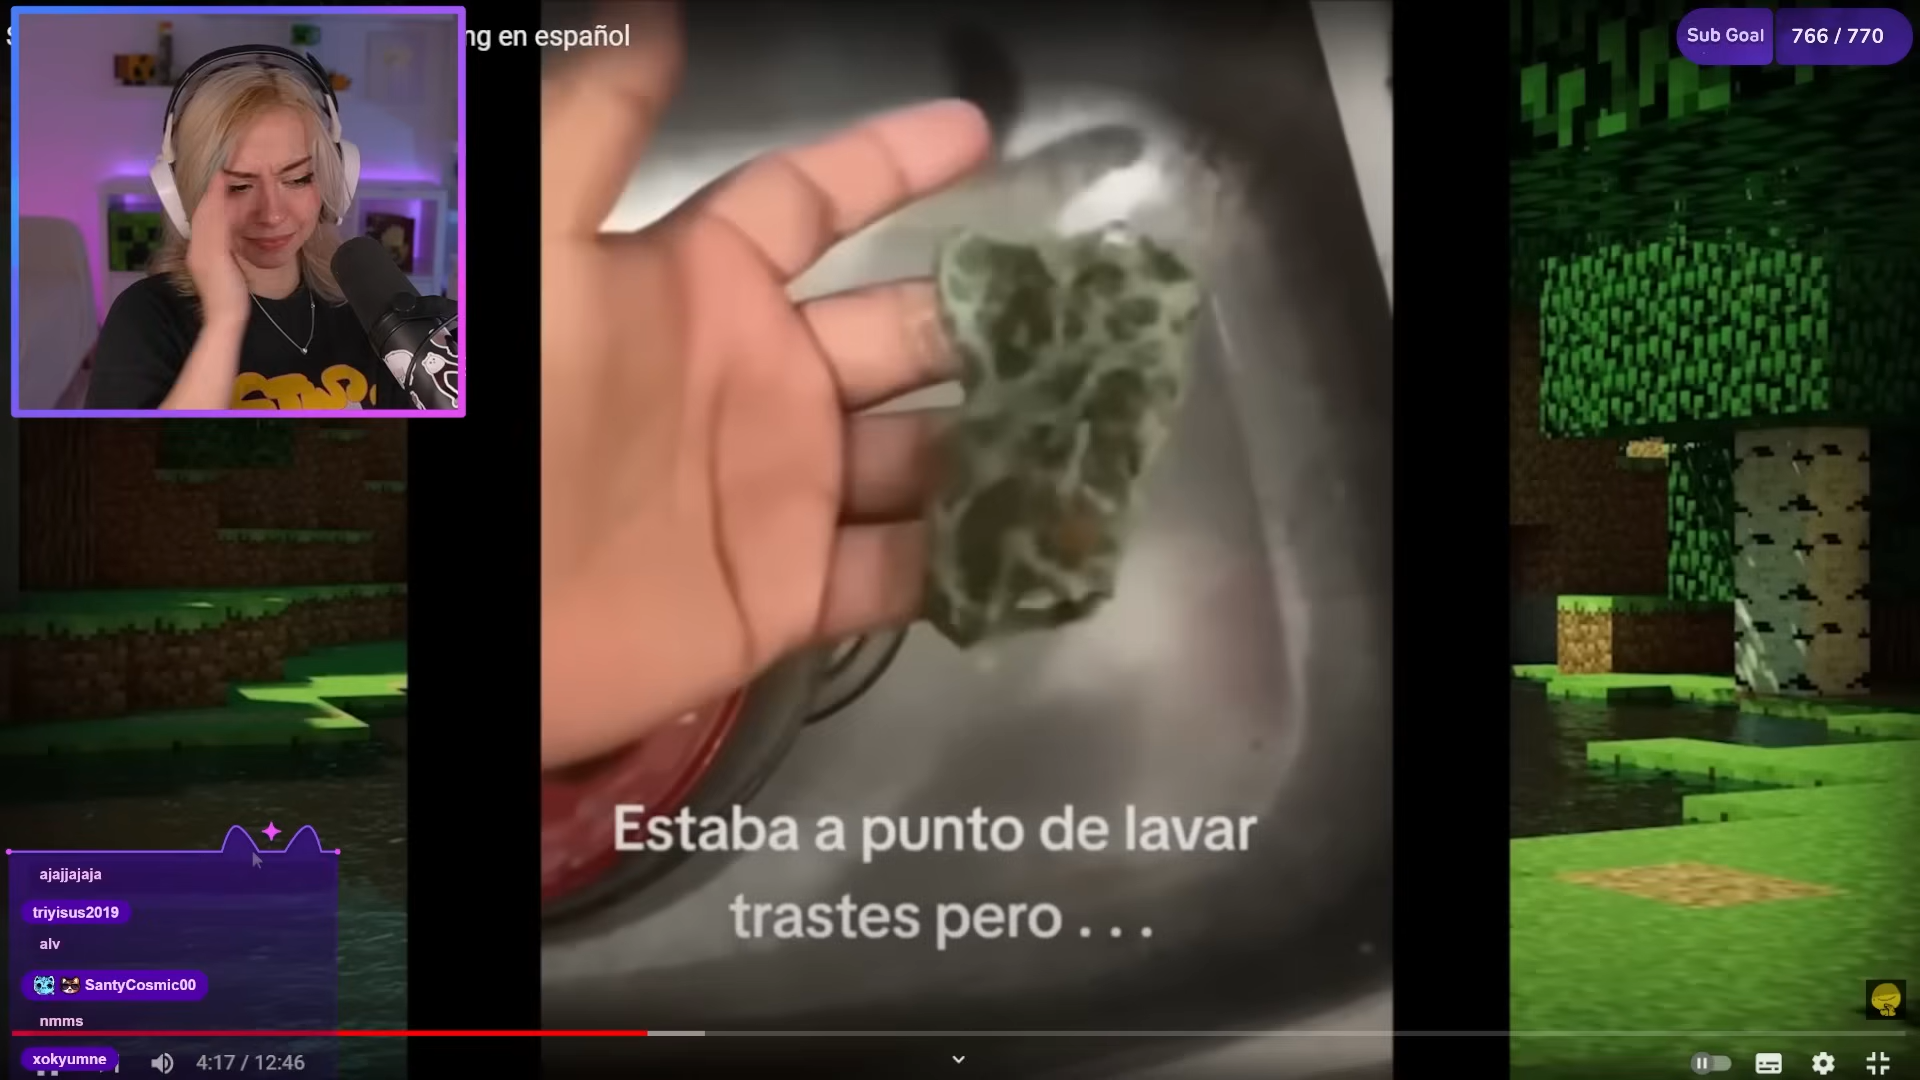 ng en español
Sub Goal
766 / 770
Estaba a punto de lavar
trastes pero . . .
ajajjajaja
triyisus2019
alv
SantyCosmic00
nmms
xokyumne
4:17 / 12:46